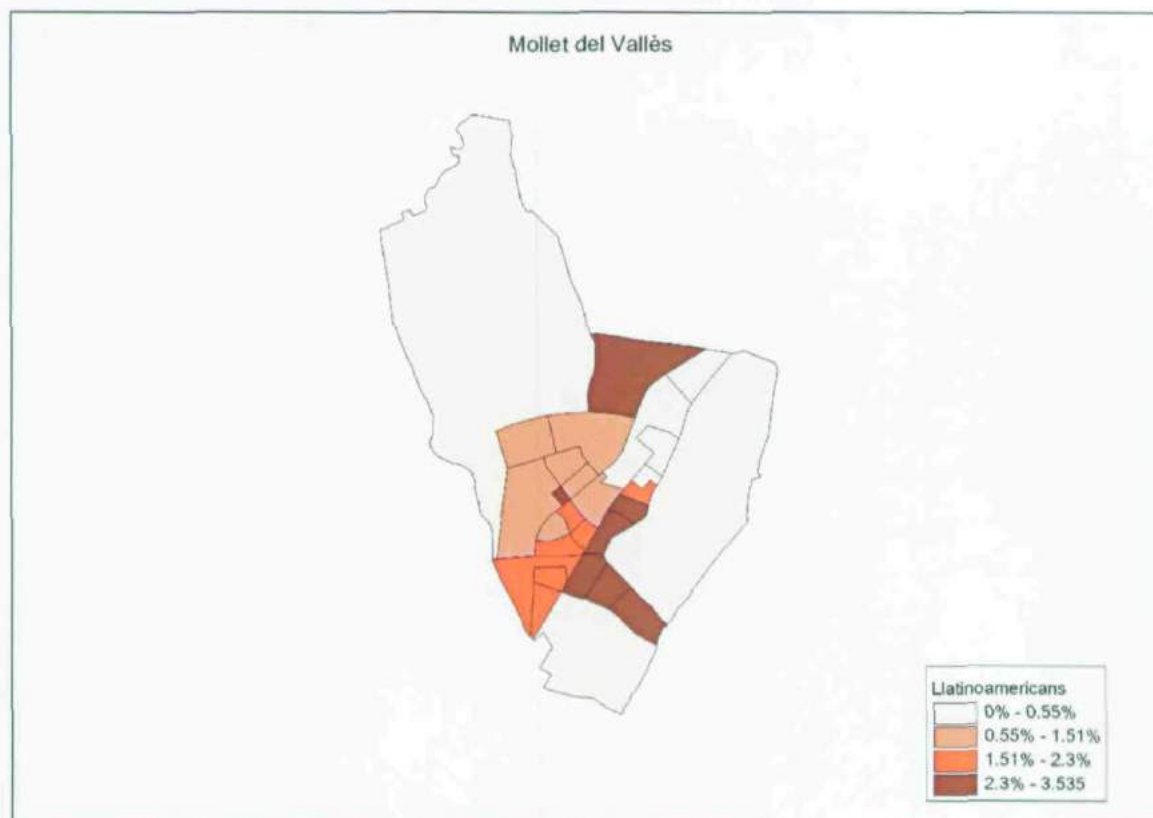 Mollet del Vallès
Llatinoamericans
0% - 0.55%
0.55% - 1.51%
1.51% - 2.3%
2.3% - 3.535